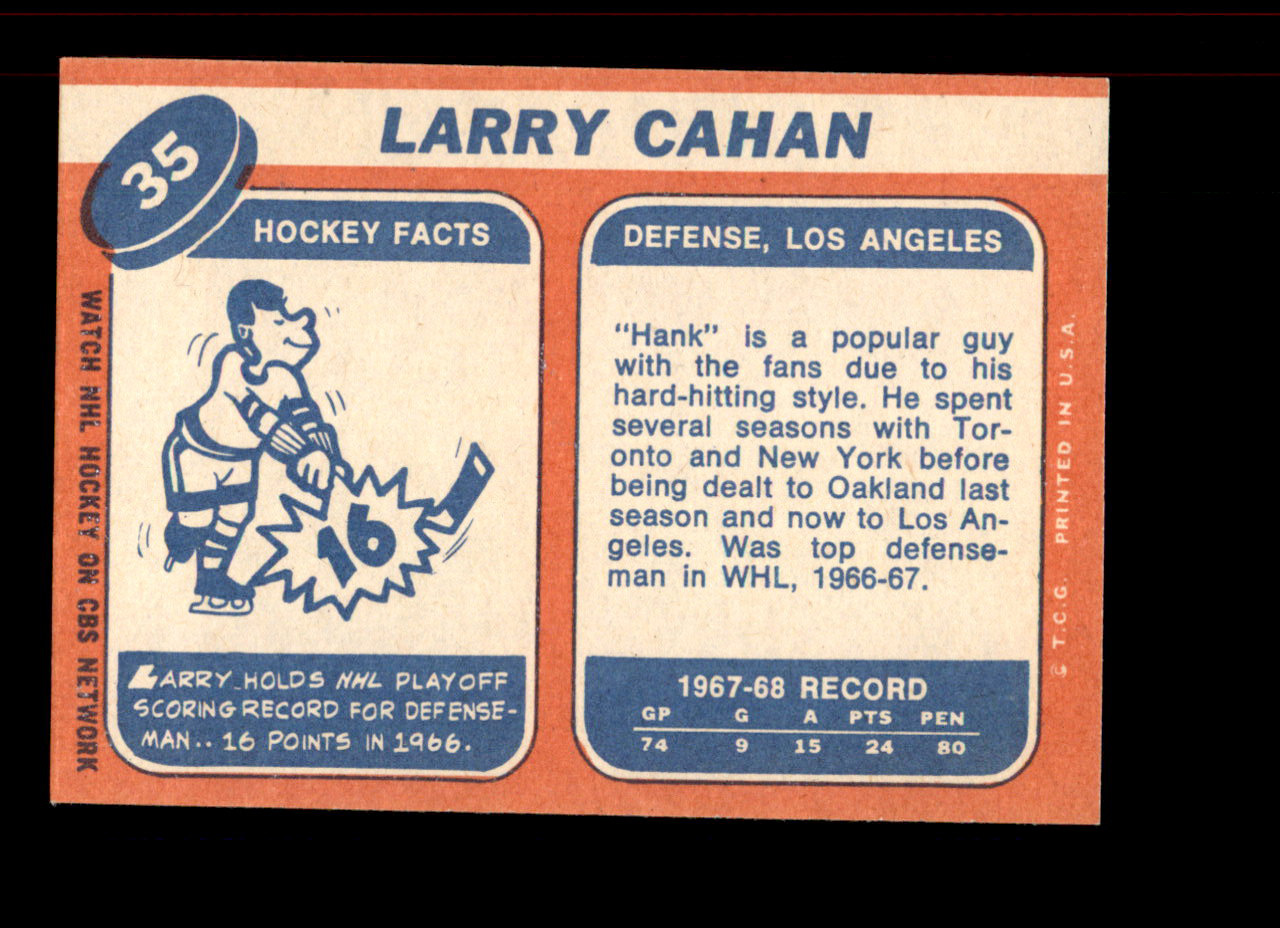 35
LARRY CAHAN
HOCKEY FACTS
16
LARRY HOLDS NHL PLAYOFF
SCORING RECORD FOR DEFENSE-
MAN.. 16 POINTS IN 1966.
DEFENSE, LOS ANGELES
"Hank" is a popular guy
with the fans due to his
hard-hitting style. He spent
several seasons with Tor-
onto and New York before
being dealt to Oakland last
season and now to Los An-
geles. Was top defense-
man in WHL, 1966-67.
1967-68 RECORD
GP G A PTS PEN
74 9 15 24 80
WATCH NHL HOCKEY ON CBS NETWORK
© T.C.G. PRINTED IN U.S.A.